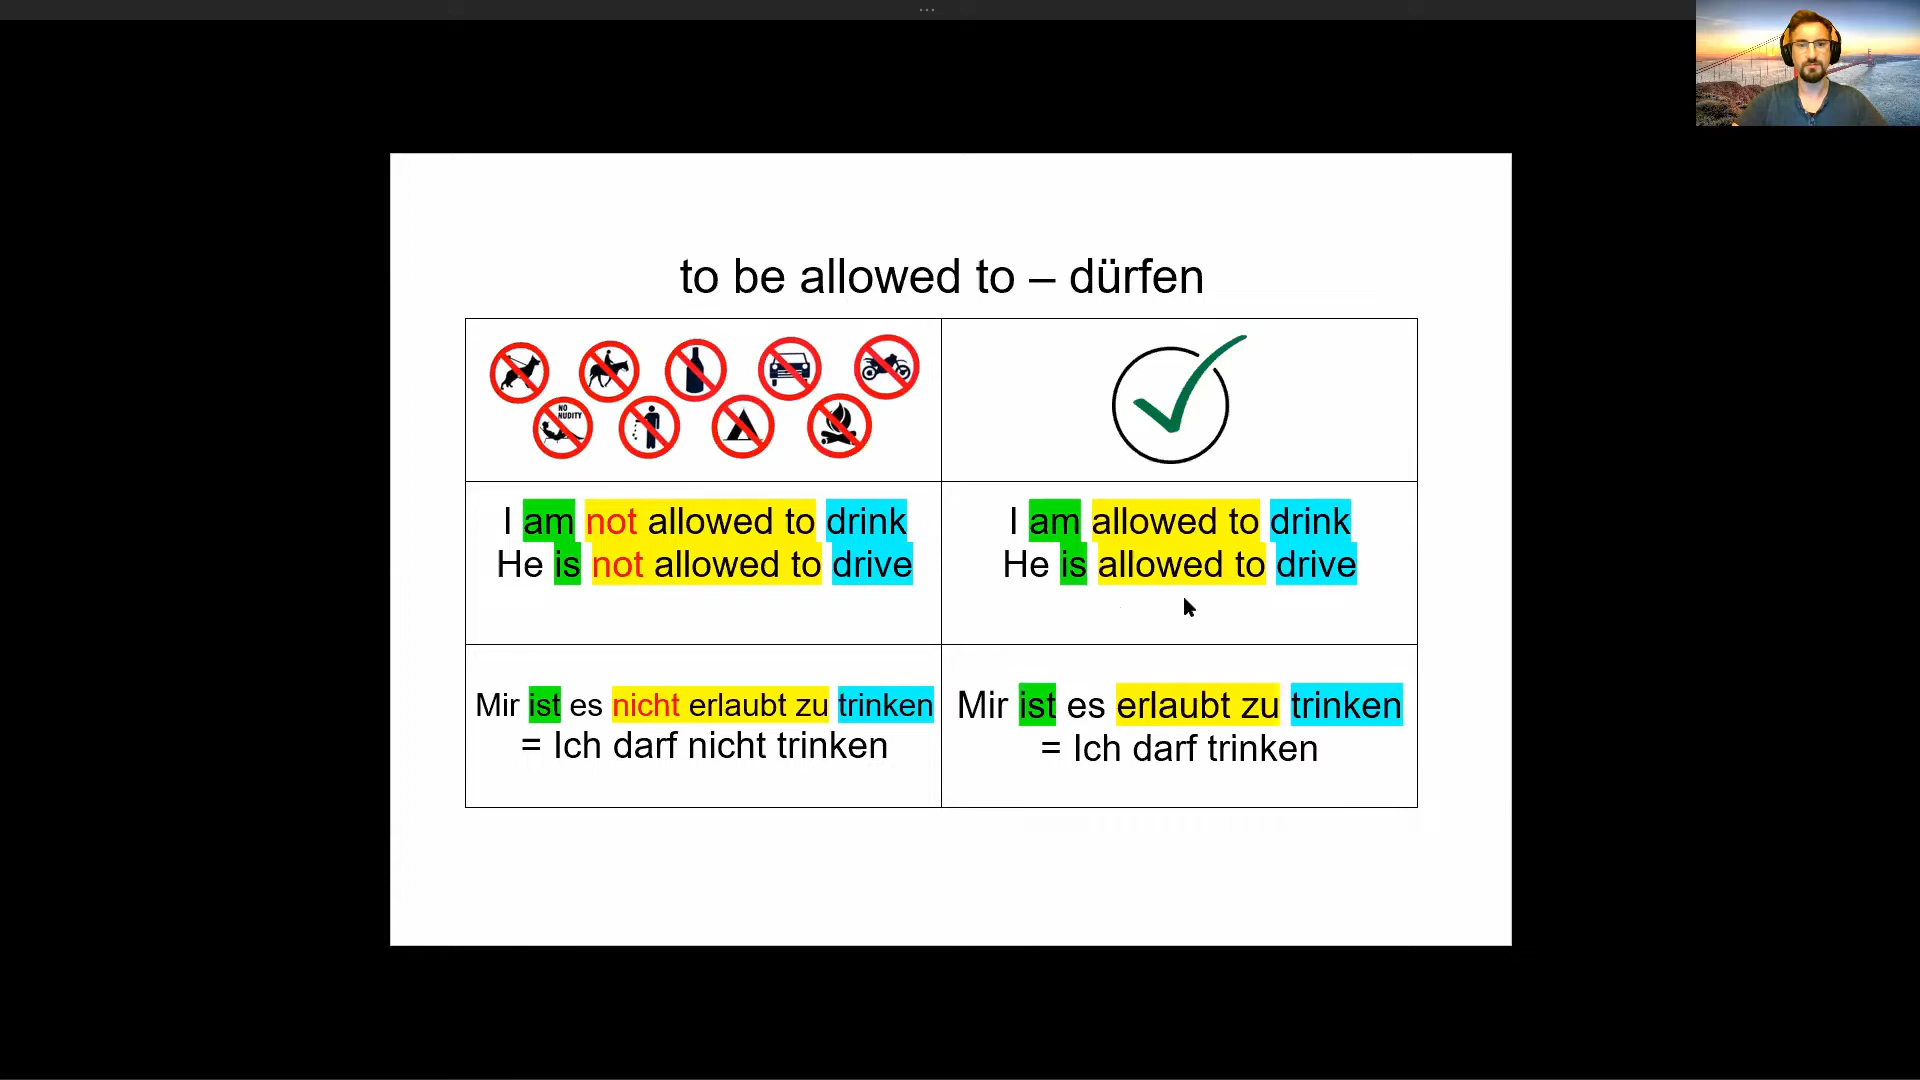 to be allowed to – dürfen
NO
NUDITY
I am not allowed to drink
He is not allowed to drive
I am allowed to drink
He is allowed to drive
Mir ist es nicht erlaubt zu trinken
= Ich darf nicht trinken
Mir ist es erlaubt zu trinken
= Ich darf trinken